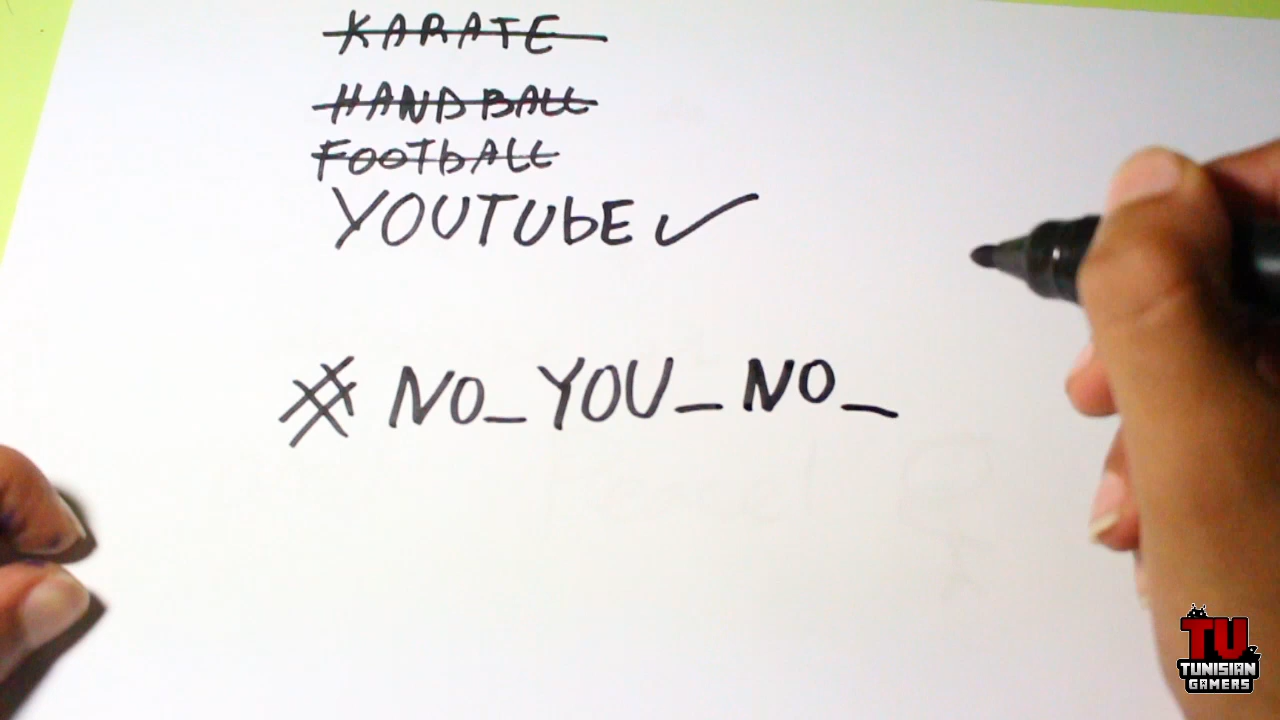 KARATE
HANDBALL
FOOTbALL
YOUTUbE ✓
# NO_YOU_NO_
TU
TUNISIAN
GAMERS